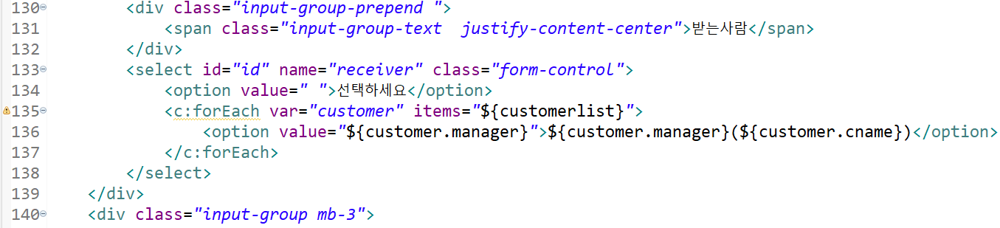 130 <div class="input-group-prepend ">
131 <span class="input-group-text  justify-content-center">받는사람</span>
132 </div>
133 <select id="id" name="receiver" class="form-control">
134 <option value=" ">선택하세요</option>
135 <c:forEach var="customer" items="${customerlist}">
136 <option value="${customer.manager}">${customer.manager}(${customer.cname})</option>
137 </c:forEach>
138 </select>
139 </div>
140 <div class="input-group mb-3">